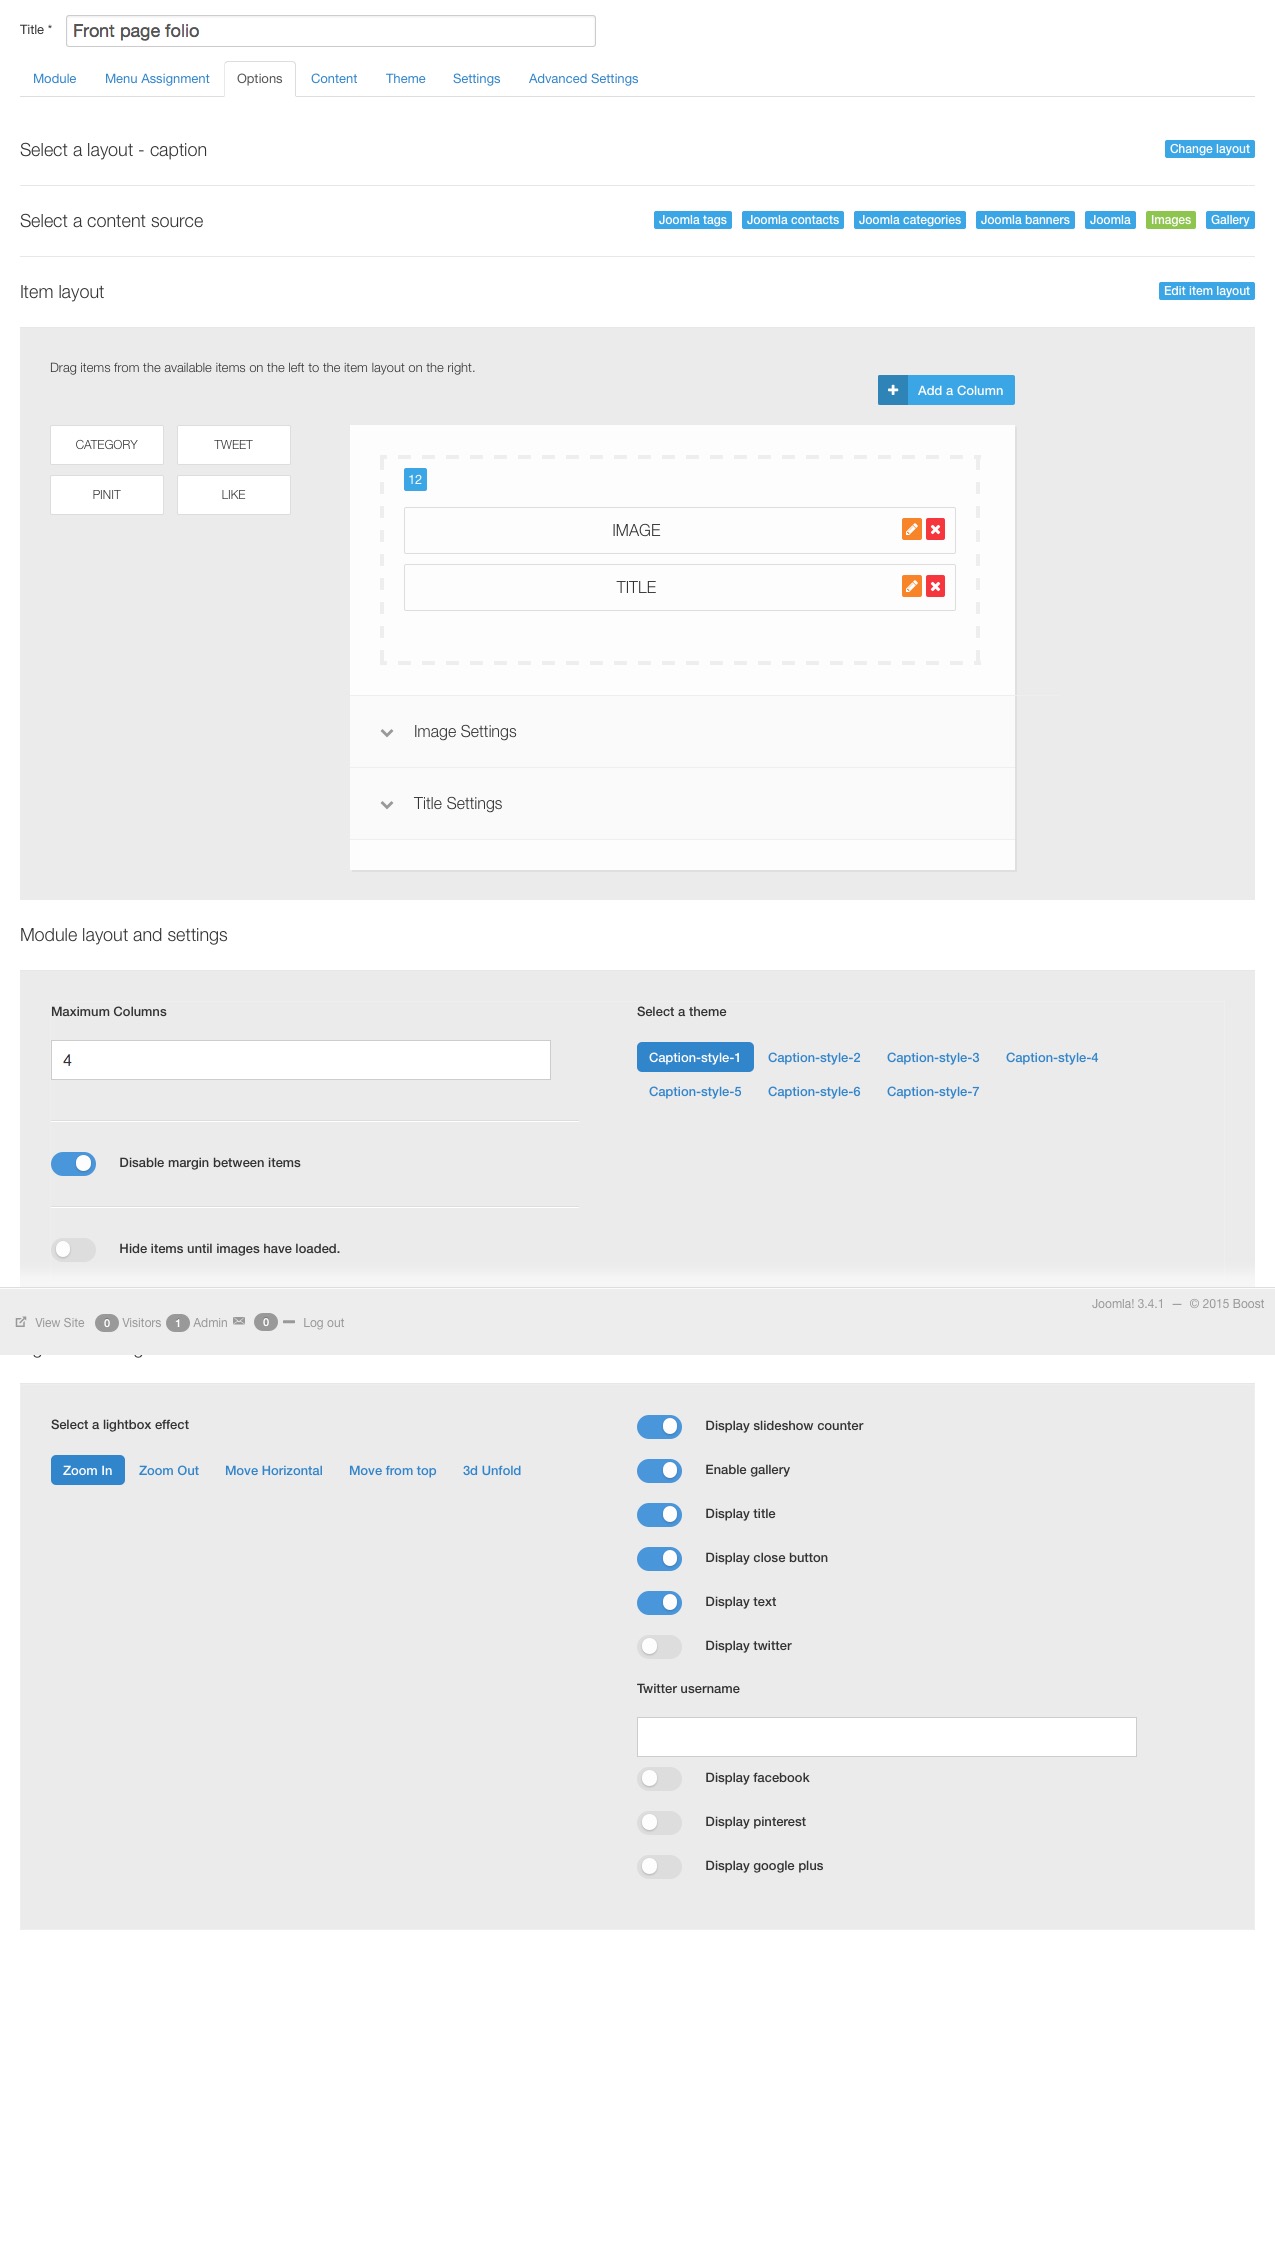 Title *
Front page folio
Module Menu Assignment Options Content Theme Settings Advanced Settings
Select a layout - caption
Change layout
Select a content source
Joomla tags Joomla contacts Joomla categories Joomla banners Joomla Images Gallery
Item layout
Edit item layout
Drag items from the available items on the left to the item layout on the right.
Add a Column
CATEGORY TWEET
PINIT LIKE
12
IMAGE
TITLE
Image Settings
Title Settings
Module layout and settings
Maximum Columns
4
Select a theme
Caption-style-1 Caption-style-2 Caption-style-3 Caption-style-4
Caption-style-5 Caption-style-6 Caption-style-7
Disable margin between items
Hide items until images have loaded.
Joomla! 3.4.1 — © 2015 Boost
View Site 0 Visitors 1 Admin 0 Log out
Select a lightbox effect
Zoom In Zoom Out Move Horizontal Move from top 3d Unfold
Display slideshow counter
Enable gallery
Display title
Display close button
Display text
Display twitter
Twitter username
Display facebook
Display pinterest
Display google plus